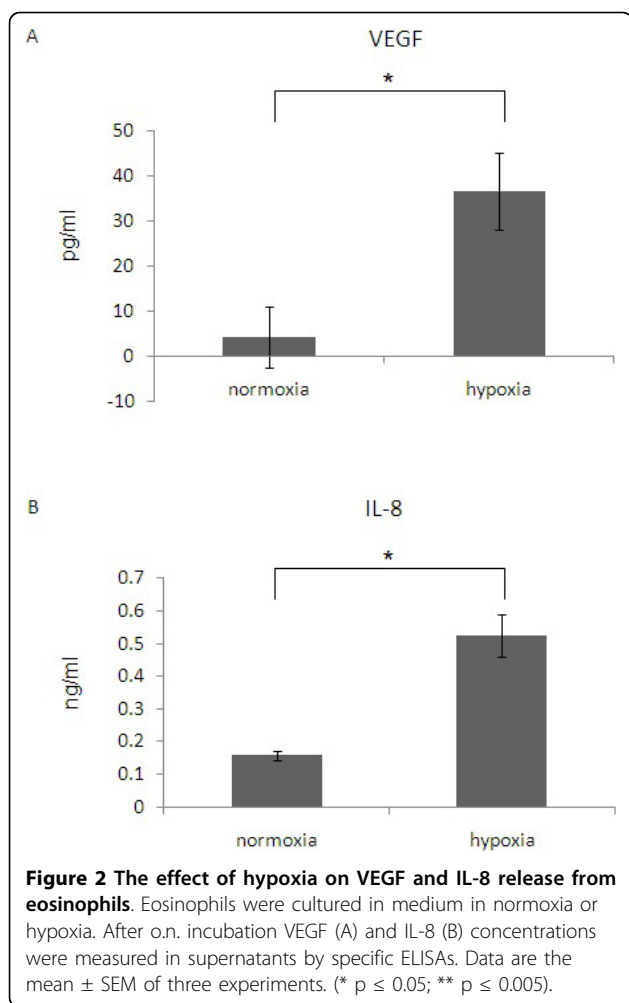 A
VEGF
*
50
40
30
20
10
0
-10
pg/ml
normoxia hypoxia
B
IL-8
*
0.7
0.6
0.5
0.4
0.3
0.2
0.1
0
ng/ml
normoxia hypoxia
Figure 2 The effect of hypoxia on VEGF and IL-8 release from
eosinophils. Eosinophils were cultured in medium in normoxia or
hypoxia. After o.n. incubation VEGF (A) and IL-8 (B) concentrations
were measured in supernatants by specific ELISAs. Data are the
mean ± SEM of three experiments. (* p ≤ 0.05; ** p ≤ 0.005).